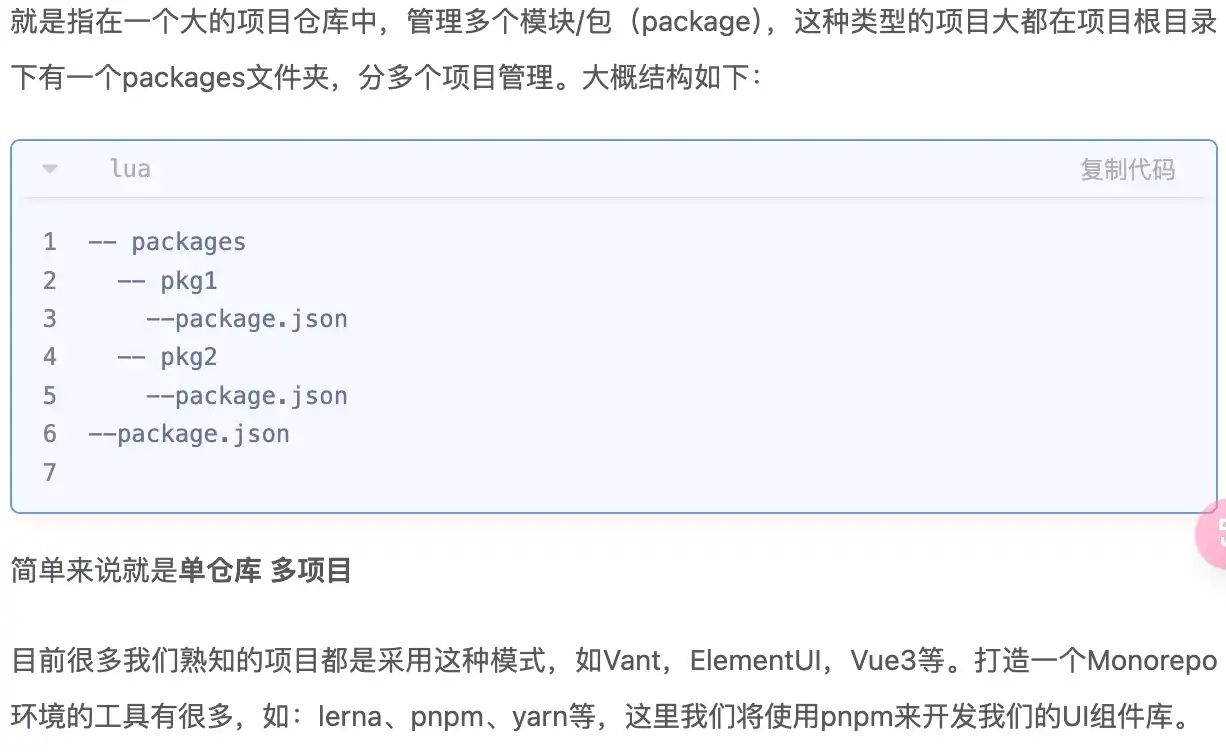 就是指在一个大的项目仓库中，管理多个模块/包（package），这种类型的项目大都在项目根目录
下有一个packages文件夹，分多个项目管理。大概结构如下：
lua 复制代码
1 -- packages
2   -- pkg1
3     --package.json
4   -- pkg2
5     --package.json
6 --package.json
7
简单来说就是单仓库 多项目
目前很多我们熟知的项目都是采用这种模式，如Vant，ElementUI，Vue3等。打造一个Monorepo
环境的工具有很多，如：lerna、pnpm、yarn等，这里我们将使用pnpm来开发我们的UI组件库。